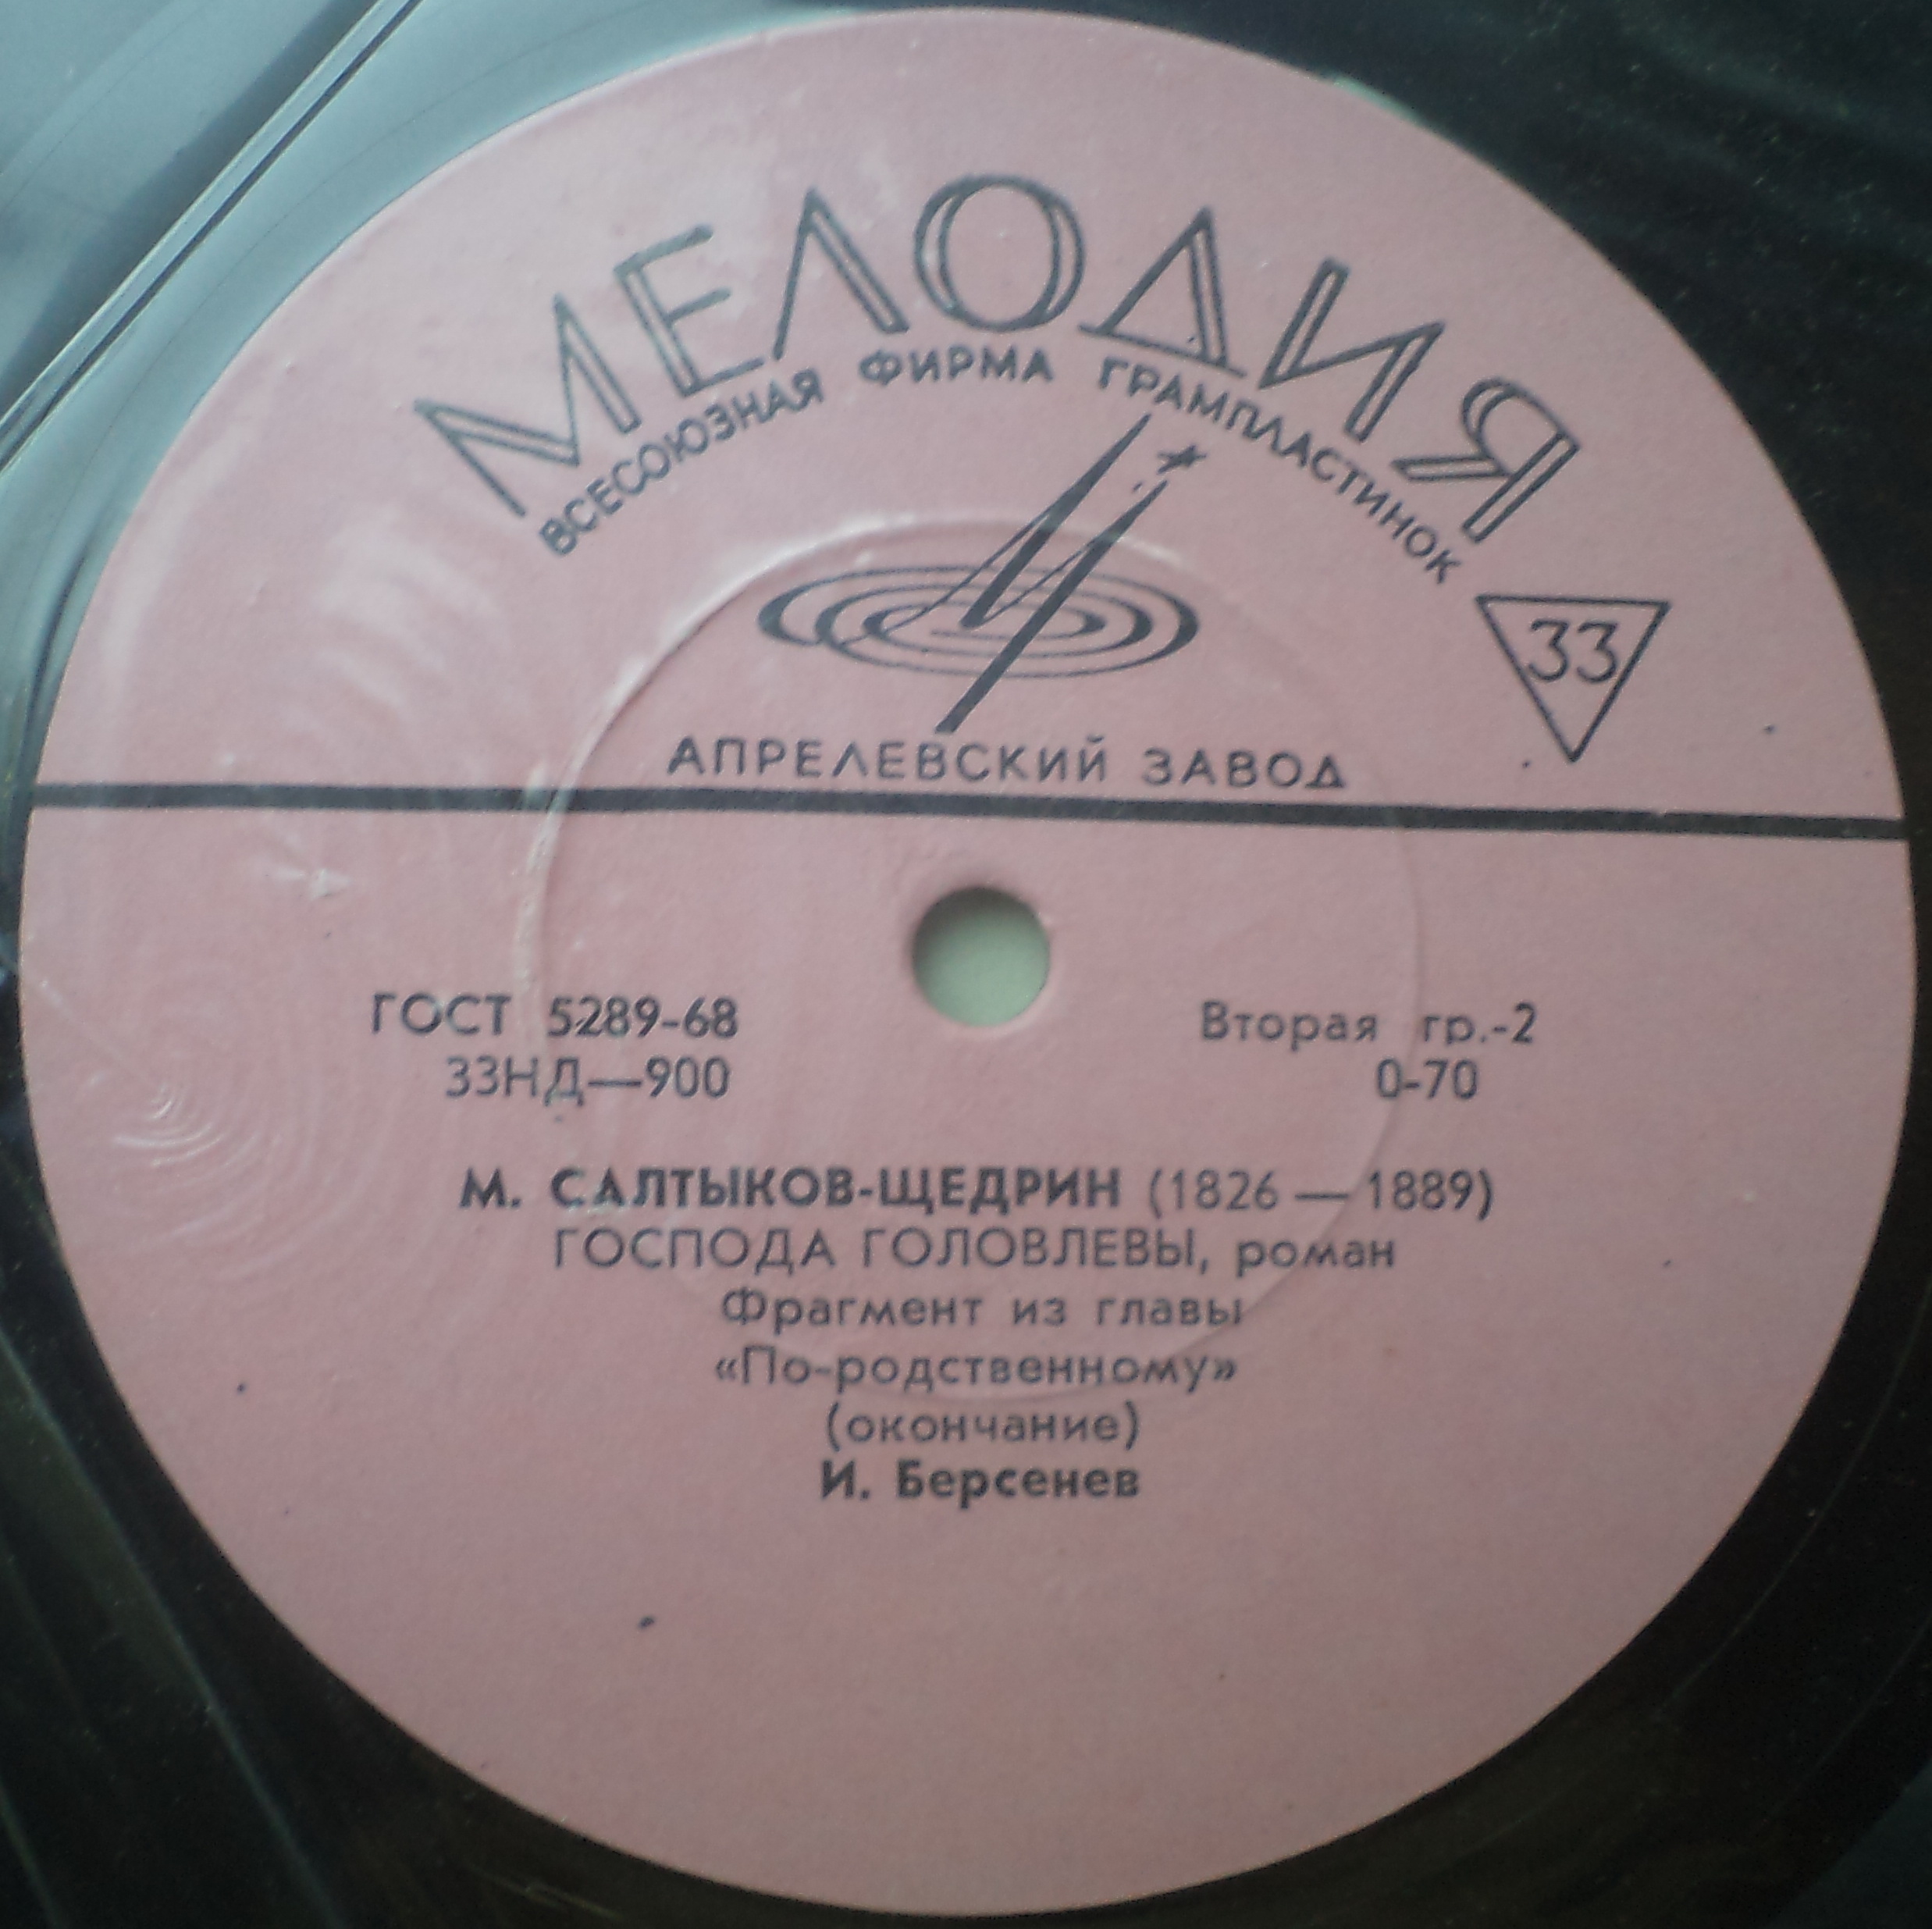 МЕЛОДИЯ
ВСЕСОЮЗНАЯ ФИРМА ГРАМПЛАСТИНОК
33
АПРЕЛЕВСКИЙ ЗАВОД
ГОСТ 5289-68
Вторая гр.-2
33НД—900
0-70
М. САЛТЫКОВ-ЩЕДРИН (1826 — 1889)
ГОСПОДА ГОЛОВЛЕВЫ, роман
Фрагмент из главы
«По-родственному»
(окончание)
И. Берсенев